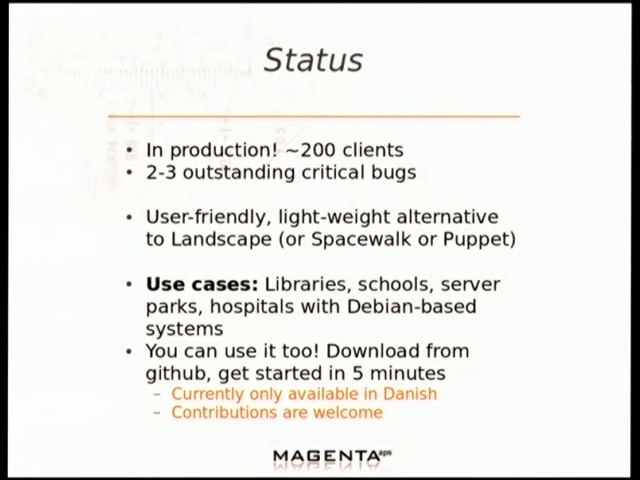 Status
• In production! ~200 clients
• 2-3 outstanding critical bugs
• User-friendly, light-weight alternative
to Landscape (or Spacewalk or Puppet)
• Use cases: Libraries, schools, server
parks, hospitals with Debian-based
systems
• You can use it too! Download from
github, get started in 5 minutes
– Currently only available in Danish
– Contributions are welcome
MAGENTA aps